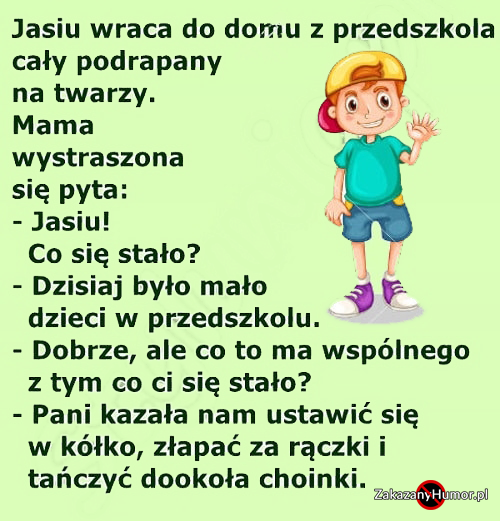 Jasiu wraca do domu z przedszkola
cały podrapany
na twarzy.
Mama
wystraszona
się pyta:
- Jasiu!
Co się stało?
- Dzisiaj było mało
dzieci w przedszkolu.
- Dobrze, ale co to ma wspólnego
z tym co ci się stało?
- Pani kazała nam ustawić się
w kółko, złapać za rączki i
tańczyć dookoła choinki.
ZakazanyHumor.pl